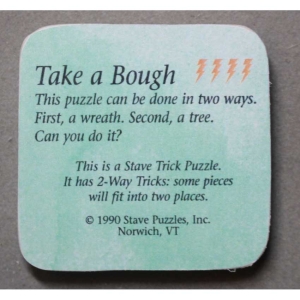 Take a Bough
This puzzle can be done in two ways.
First, a wreath. Second, a tree.
Can you do it?
This is a Stave Trick Puzzle.
It has 2-Way Tricks: some pieces
will fit into two places.
© 1990 Stave Puzzles, Inc.
Norwich, VT